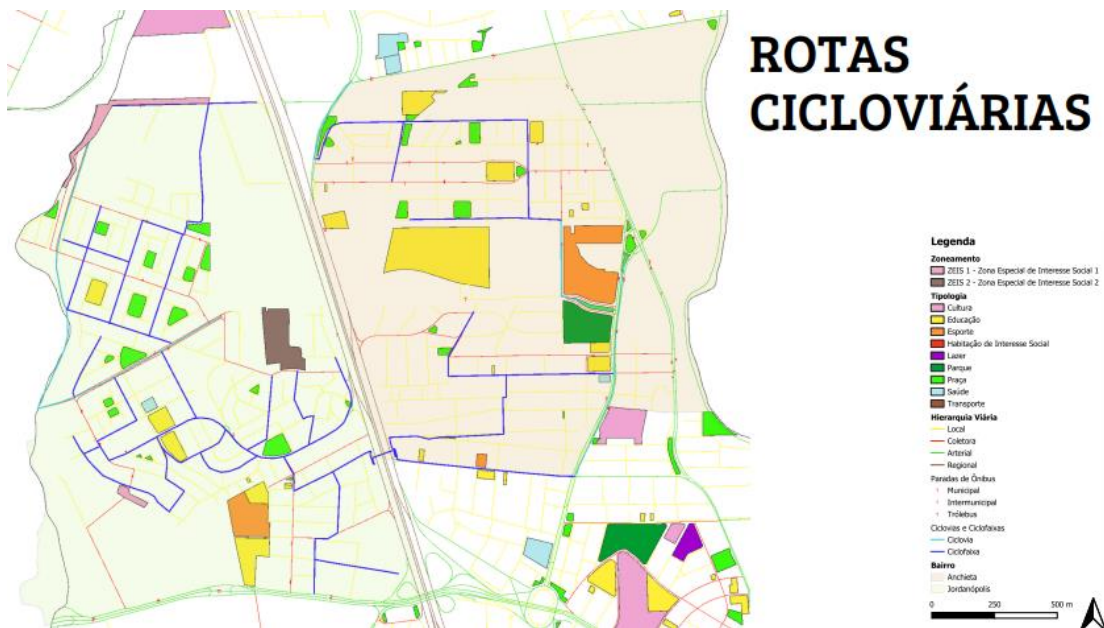 ROTAS
CICLOVIÁRIAS
Legenda
Zoneamento
ZEIS 1 - Zona Especial de Interesse Social 1
ZEIS 2 - Zona Especial de Interesse Social 2
Tipologia
Cultura
Educação
Esporte
Habitação de Interesse Social
Lazer
Parque
Praça
Saúde
Transporte
Hierarquia Viária
Local
Coletora
Arterial
Regional
Paradas de Ônibus
Municipal
Intermunicipal
Trólebus
Ciclovias e Ciclofaixas
Ciclovia
Ciclofaixa
Bairro
Anchieta
Jordanópolis
0 250 500 m